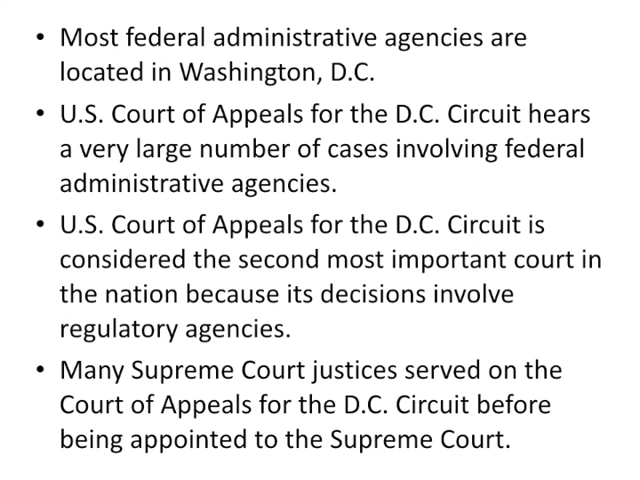 • Most federal administrative agencies are
located in Washington, D.C.
• U.S. Court of Appeals for the D.C. Circuit hears
a very large number of cases involving federal
administrative agencies.
• U.S. Court of Appeals for the D.C. Circuit is
considered the second most important court in
the nation because its decisions involve
regulatory agencies.
• Many Supreme Court justices served on the
Court of Appeals for the D.C. Circuit before
being appointed to the Supreme Court.